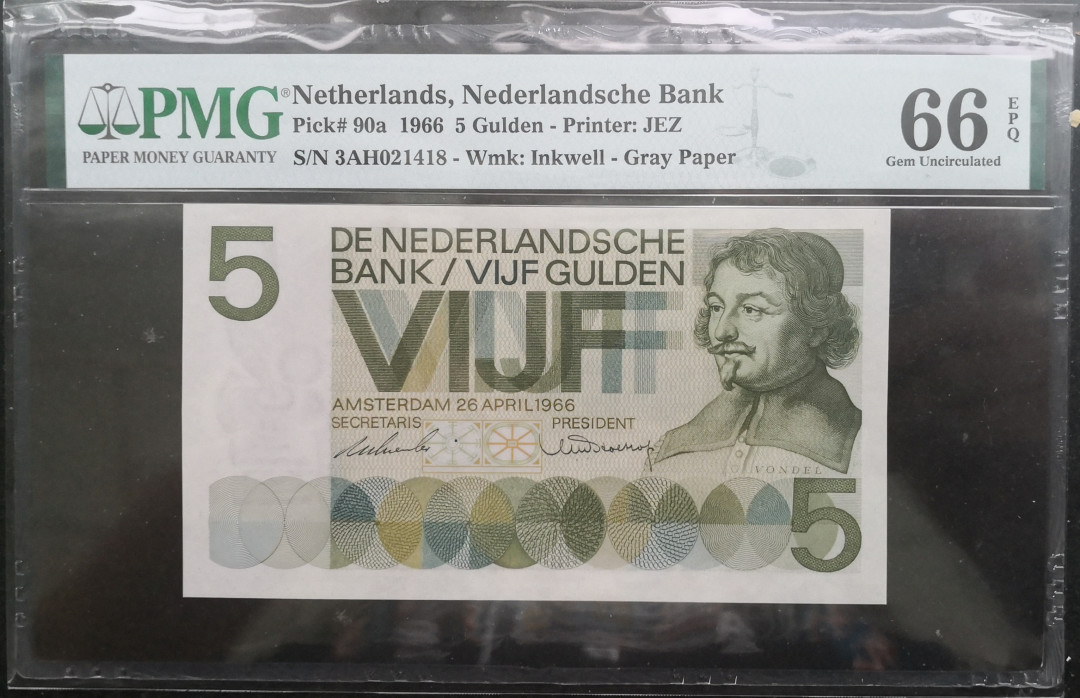 PMG®
PAPER MONEY GUARANTY
Netherlands, Nederlandsche Bank
Pick# 90a 1966 5 Gulden - Printer: JEZ
S/N 3AH021418 - Wmk: Inkwell - Gray Paper
66
EPQ
Gem Uncirculated
5
DE NEDERLANDSCHE
BANK / VIJF GULDEN
VIJF
AMSTERDAM 26 APRIL 1966
SECRETARIS PRESIDENT
VONDEL
5